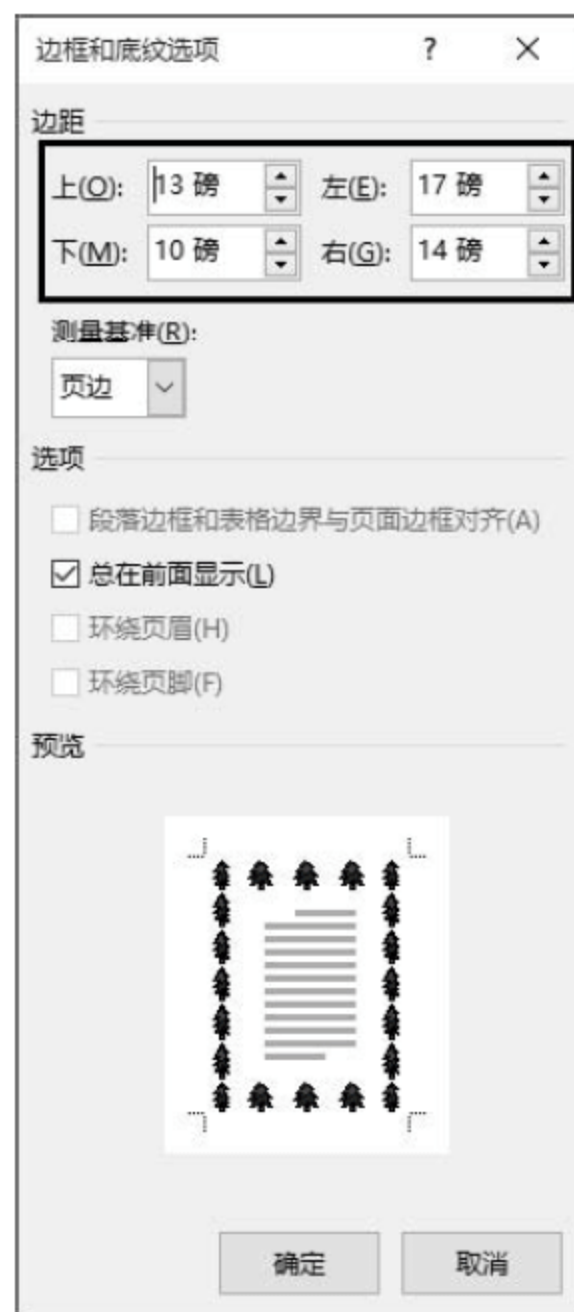 边框和底纹选项 ?
边距
上(O): 13 磅 左(E): 17 磅
下(M): 10 磅 右(G): 14 磅
测量基准(R):
页边
选项
段落边框和表格边界与页面边框对齐(A)
总在前面显示(L)
环绕页眉(H)
环绕页脚(F)
预览
确定 取消